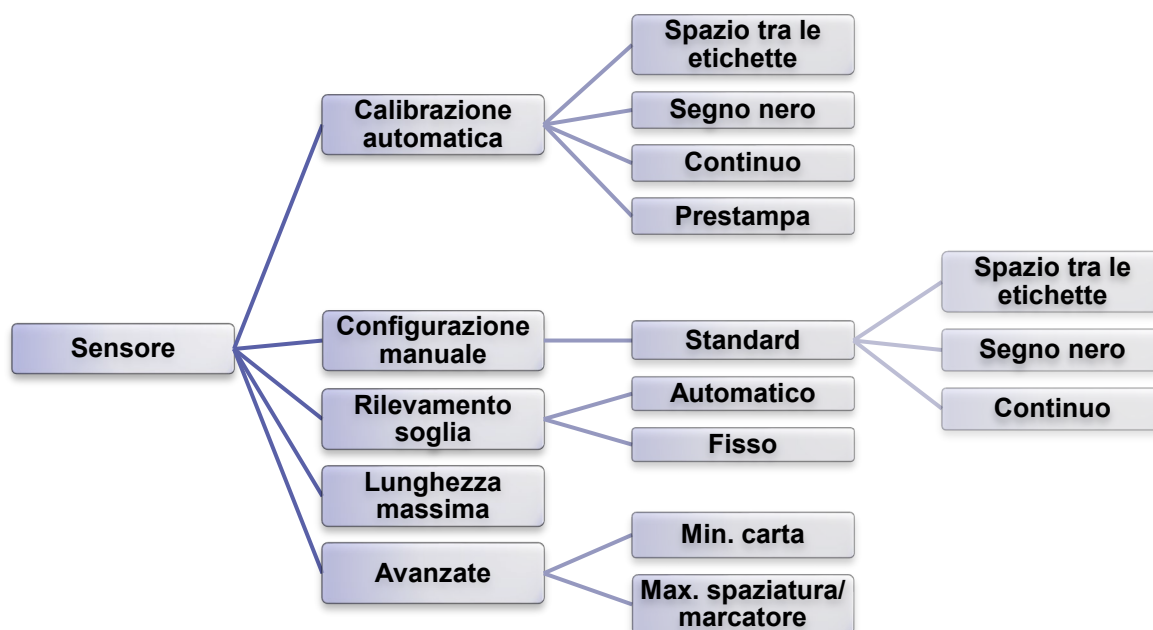 Sensore
Calibrazione
automatica
Spazio tra le
etichette
Segno nero
Continuo
Prestampa
Configurazione
manuale
Standard
Spazio tra le
etichette
Segno nero
Continuo
Rilevamento
soglia
Automatico
Fisso
Lunghezza
massima
Avanzate
Min. carta
Max. spaziatura/
marcatore